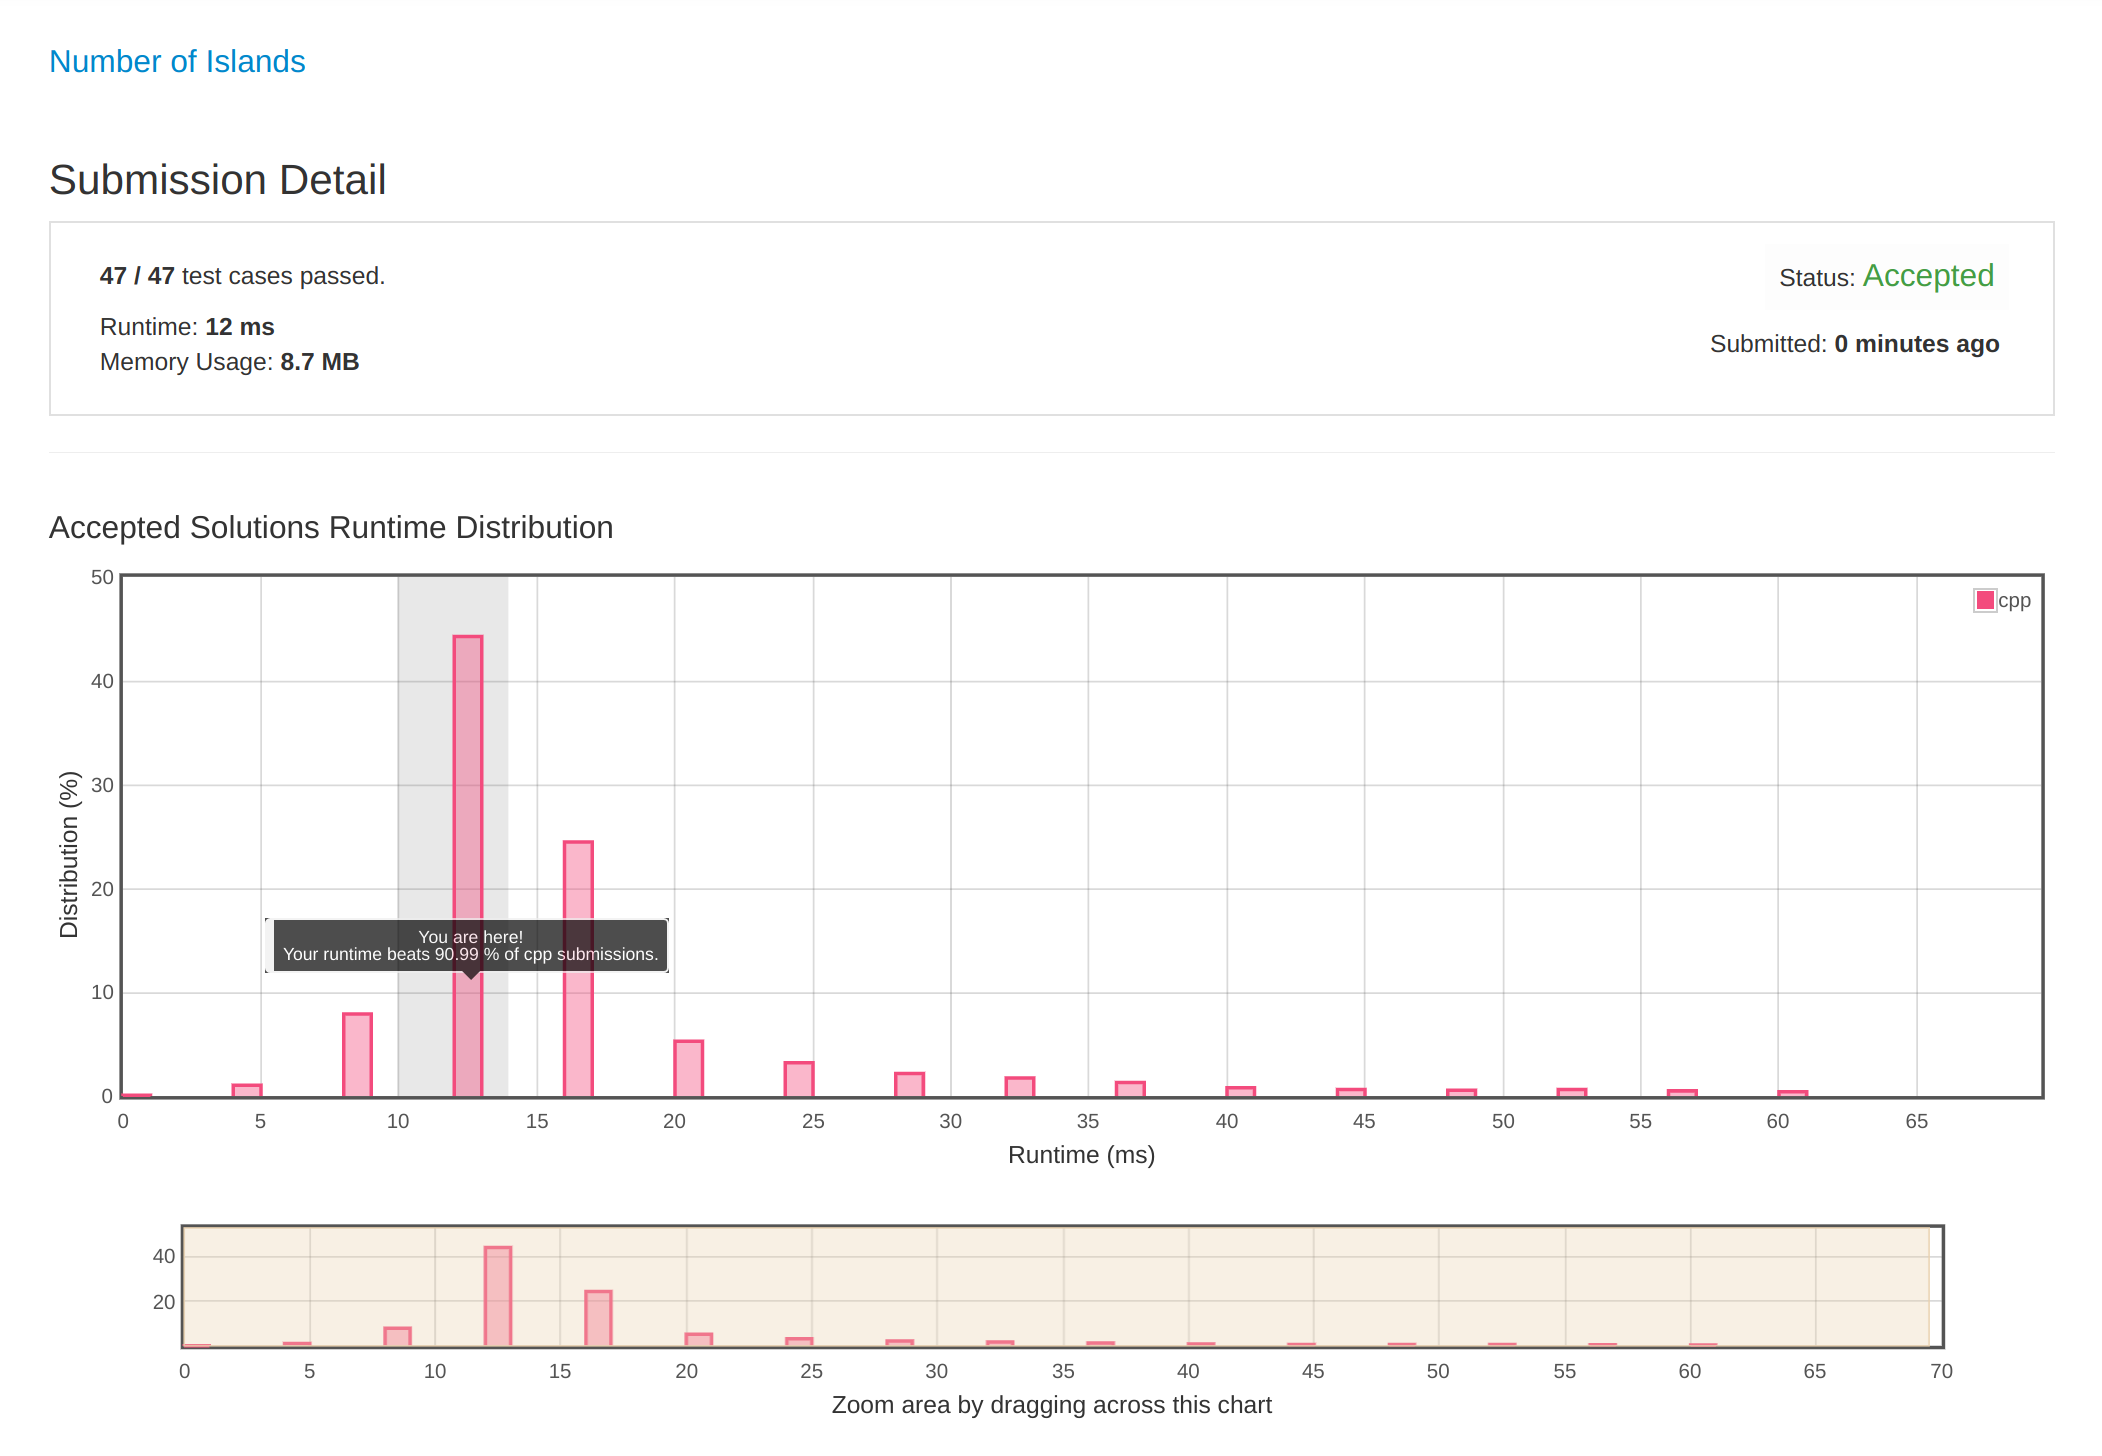 Number of Islands
Submission Detail
47 / 47 test cases passed.
Status: Accepted
Runtime: 12 ms
Submitted: 0 minutes ago
Memory Usage: 8.7 MB
Accepted Solutions Runtime Distribution
50
40
30
20
10
0
Distribution (%)
cpp
You are here!
Your runtime beats 90.99 % of cpp submissions.
0 5 10 15 20 25 30 35 40 45 50 55 60 65
Runtime (ms)
40
20
0 5 10 15 20 25 30 35 40 45 50 55 60 65 70
Zoom area by dragging across this chart